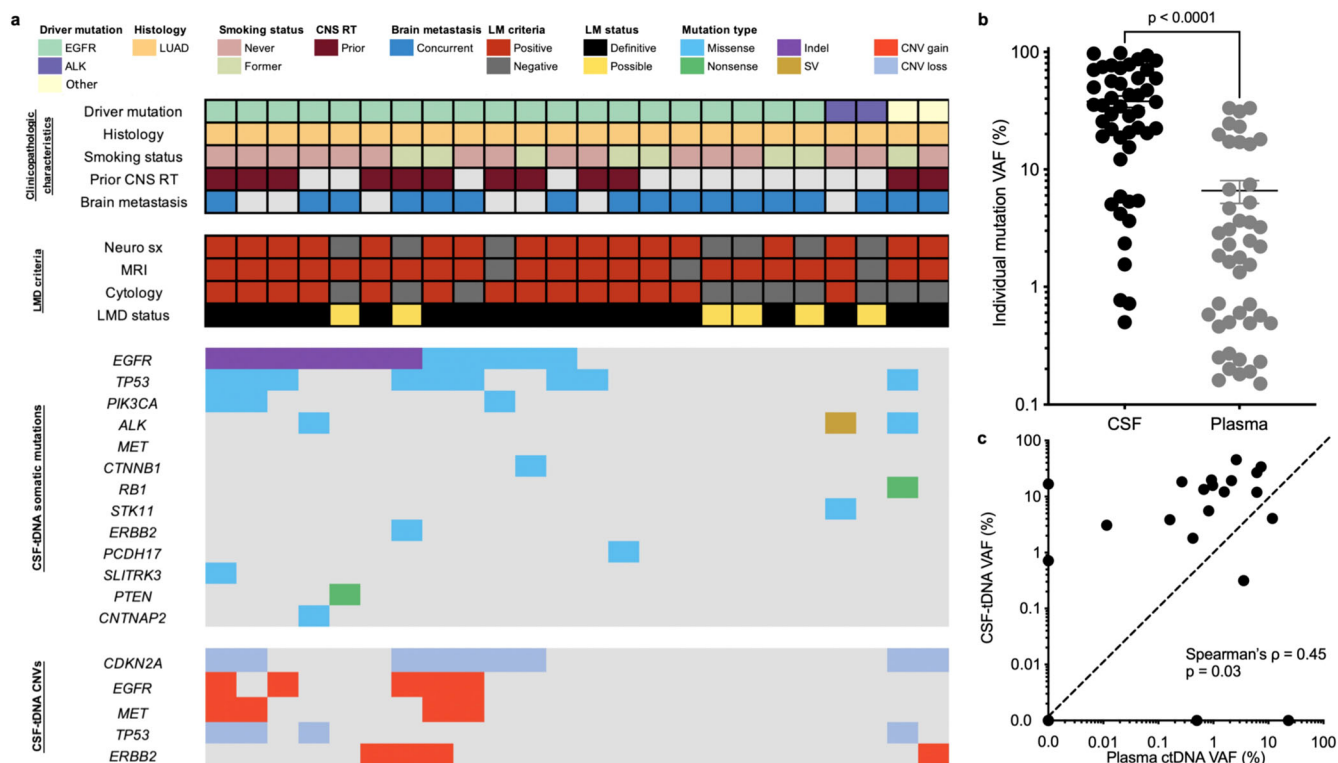 a
Driver mutation Histology Smoking status CNS RT Brain metastasis LM criteria LM status Mutation type
EGFR LUAD Never Prior Concurrent Positive Definitive Missense Indel CNV gain
ALK Former Negative Possible Nonsense SV CNV loss
Other
Clinicopathologic
characteristics
Driver mutation
Histology
Smoking status
Prior CNS RT
Brain metastasis
LMD criteria
Neuro sx
MRI
Cytology
LMD status
CSF-tDNA somatic mutations
EGFR
TP53
PIK3CA
ALK
MET
CTNNB1
RB1
STK11
ERBB2
PCDH17
SLITRK3
PTEN
CNTNAP2
CSF-tDNA CNVs
CDKN2A
EGFR
MET
TP53
ERBB2
b
p < 0.0001
Individual mutation VAF (%)
100
10
1
0.1
CSF Plasma
c
CSF-tDNA VAF (%)
100
10
1
0.1
0.01
0.0
Spearman's ρ = 0.45
p = 0.03
0.0 0.01 0.1 1 10 100
Plasma ctDNA VAF (%)